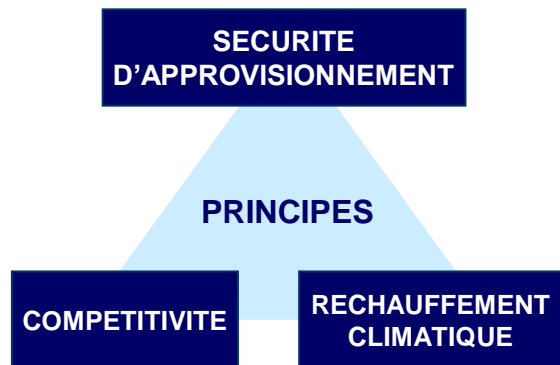 SECURITE
D’APPROVISIONNEMENT
PRINCIPES
COMPETITIVITE
RECHAUFFEMENT
CLIMATIQUE